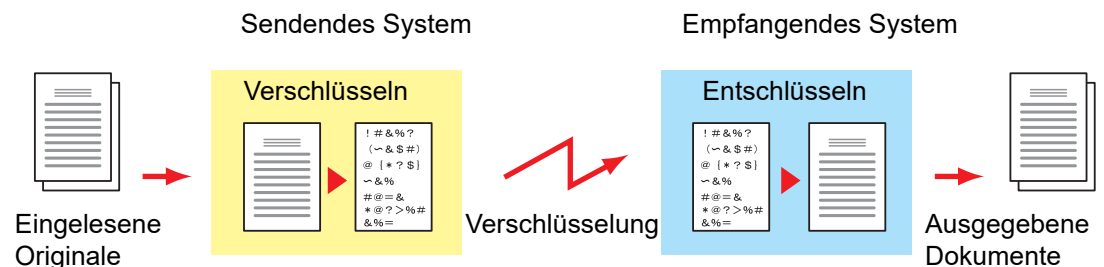 Sendendes System
Empfangendes System
Verschlüsseln
Entschlüsseln
!#&%?
(~&$#)
@{*?$}
~&%
#@=&
*@?>%#
&%=
!#&%?
(~&$#)
@{*?$}
~&%
#@=&
*@?>%#
&%=
Eingelesene
Originale
Verschlüsselung
Ausgegebene
Dokumente